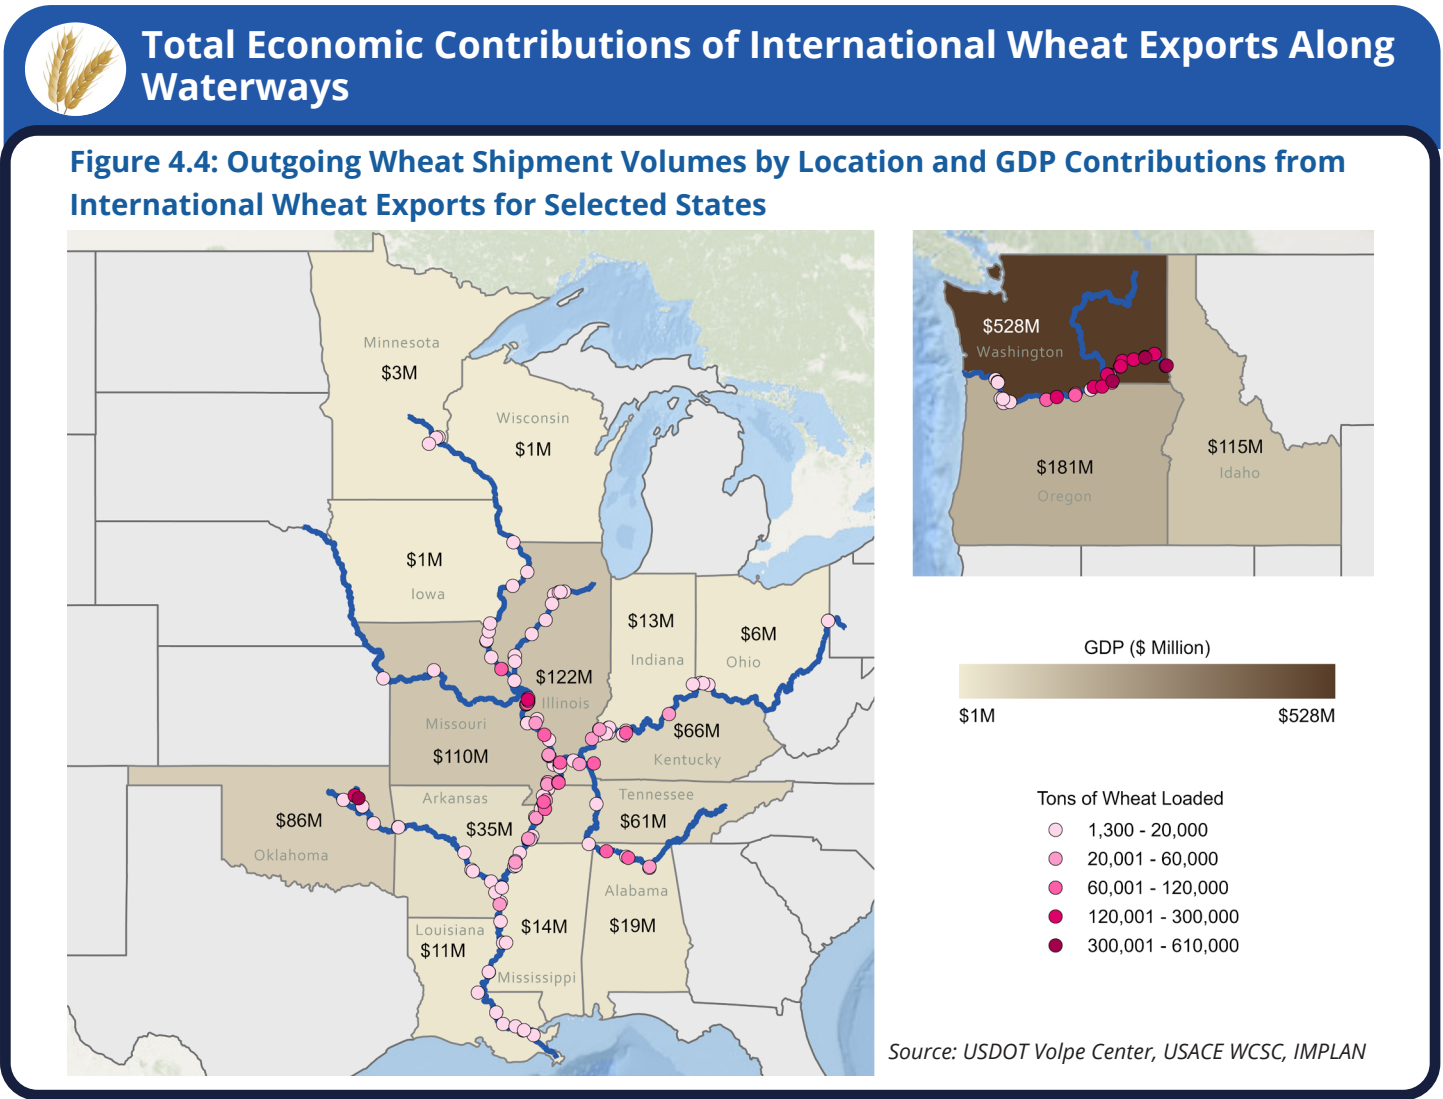 Total Economic Contributions of International Wheat Exports Along
Waterways
Figure 4.4: Outgoing Wheat Shipment Volumes by Location and GDP Contributions from
International Wheat Exports for Selected States
Minnesota
$3M
Wisconsin
$1M
$1M
Iowa
$13M
Indiana
$6M
Ohio
$122M
Illinois
Missouri
$110M
$66M
Kentucky
Arkansas
$35M
Tennessee
$61M
$86M
Oklahoma
Alabama
$19M
Louisiana
$11M
$14M
Mississippi
$528M
Washington
$181M
Oregon
$115M
Idaho
GDP ($ Million)
$1M
$528M
Tons of Wheat Loaded
1,300 - 20,000
20,001 - 60,000
60,001 - 120,000
120,001 - 300,000
300,001 - 610,000
Source: USDOT Volpe Center, USACE WCSC, IMPLAN